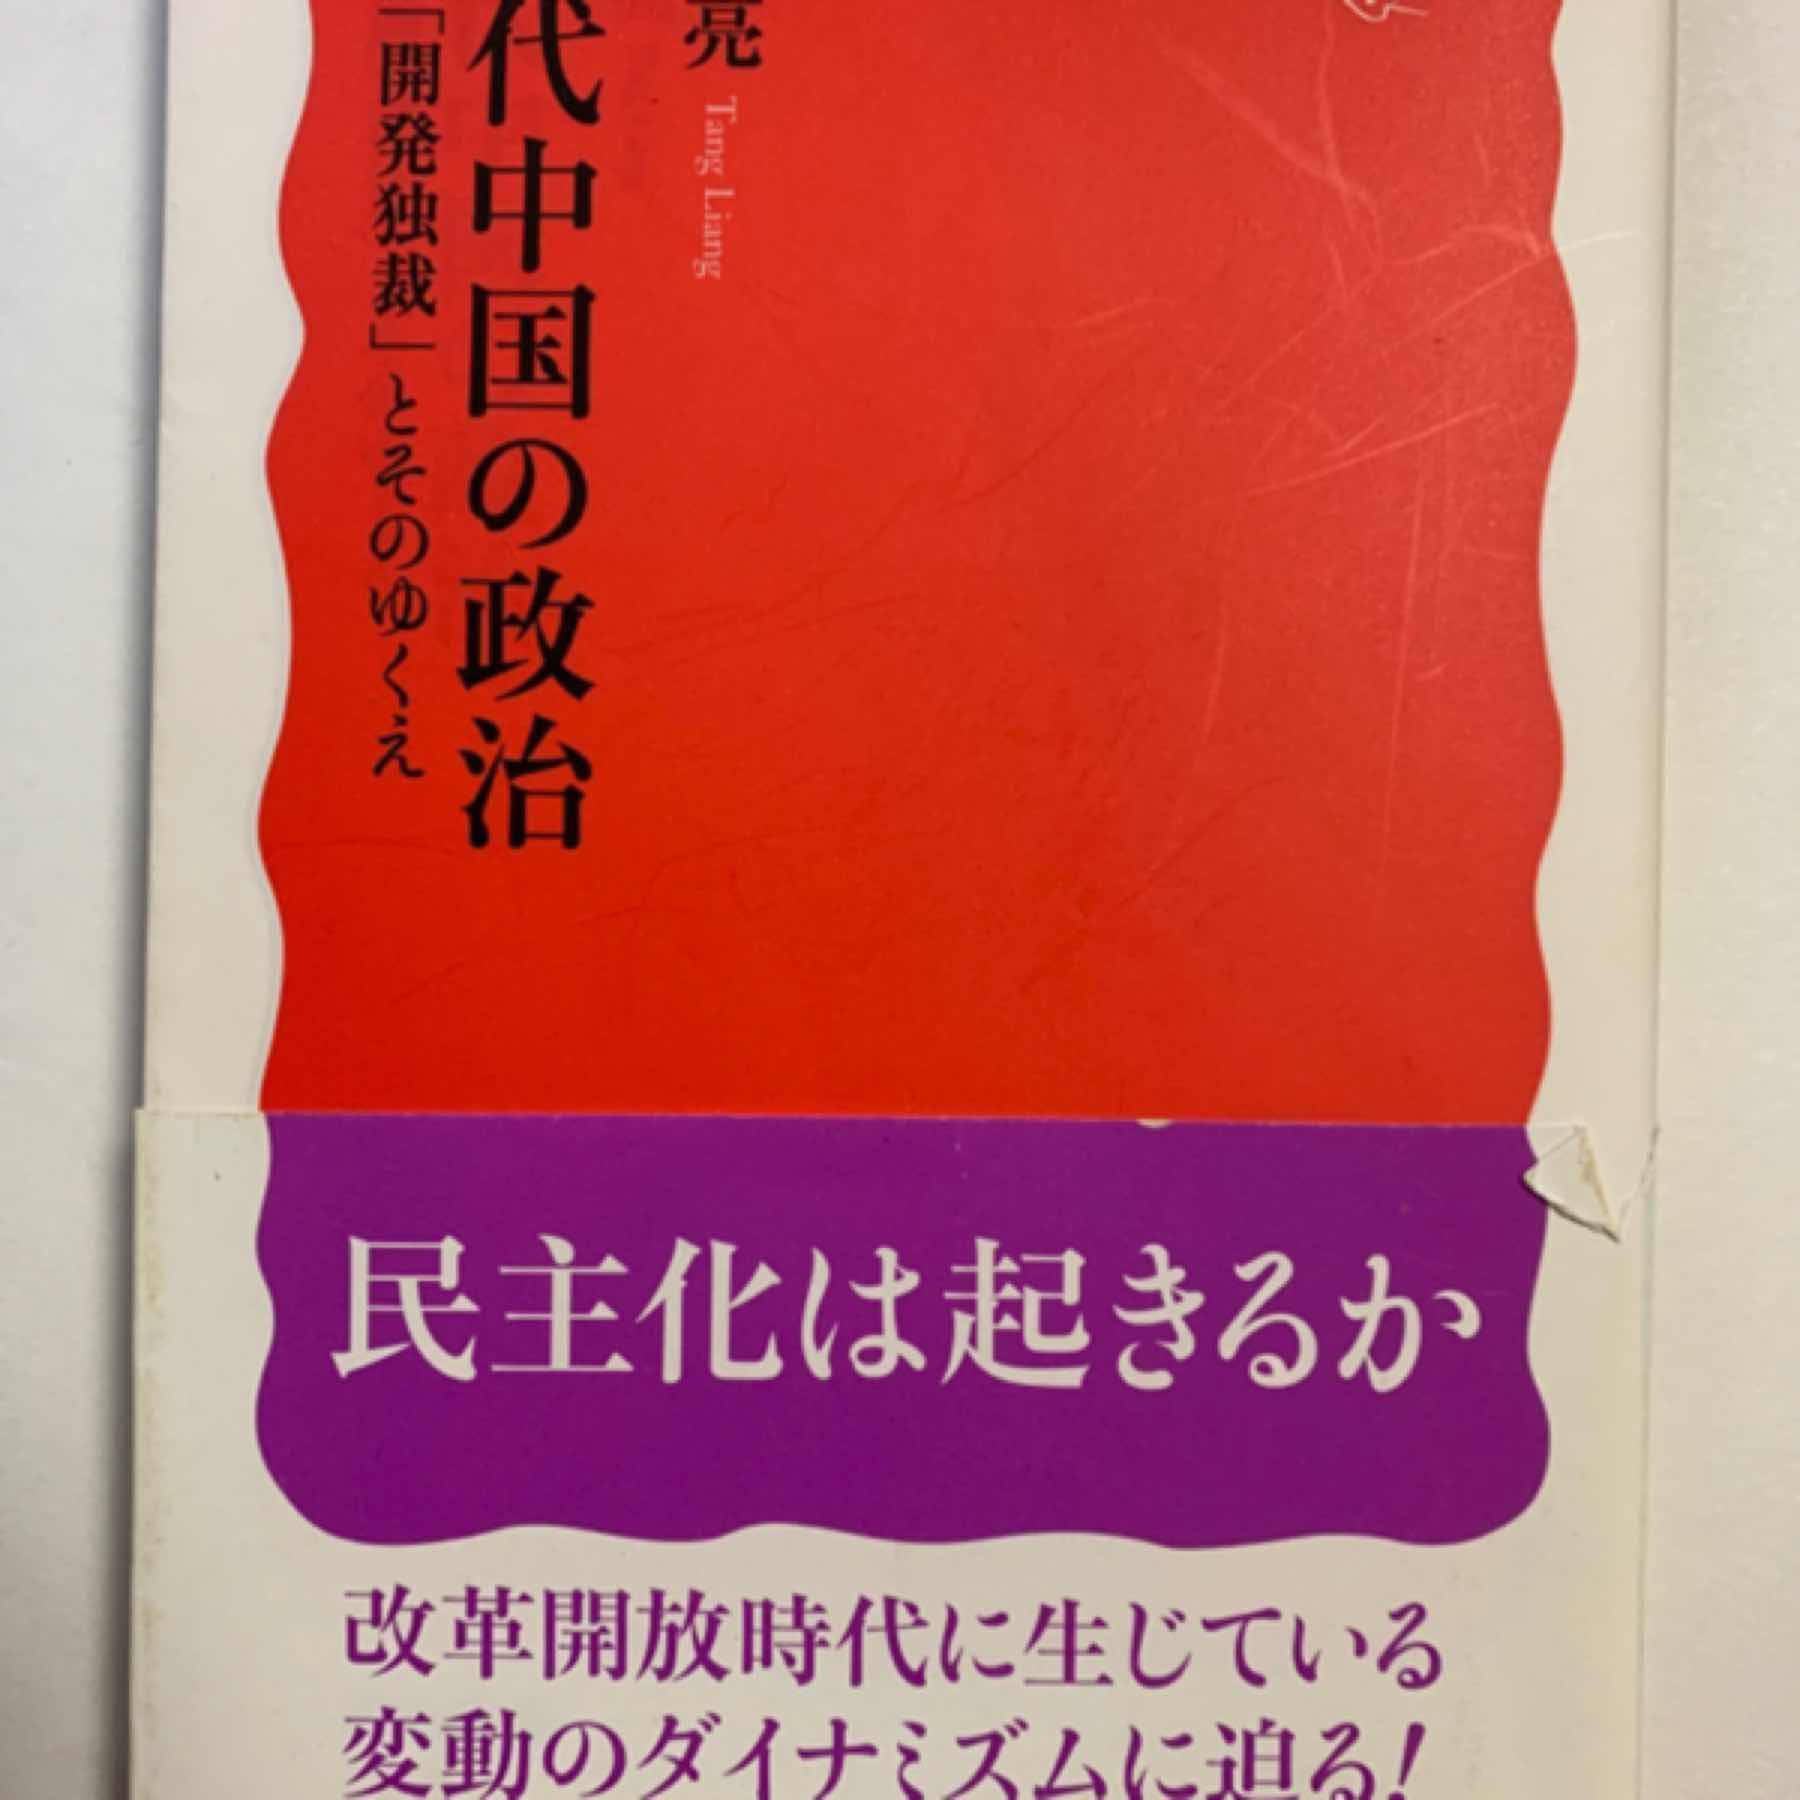 亮
Tang Liang
代中国の政治
「開発独裁」とそのゆくえ
民主化は起きるか
改革開放時代に生じている
変動のダイナミズムに迫る!